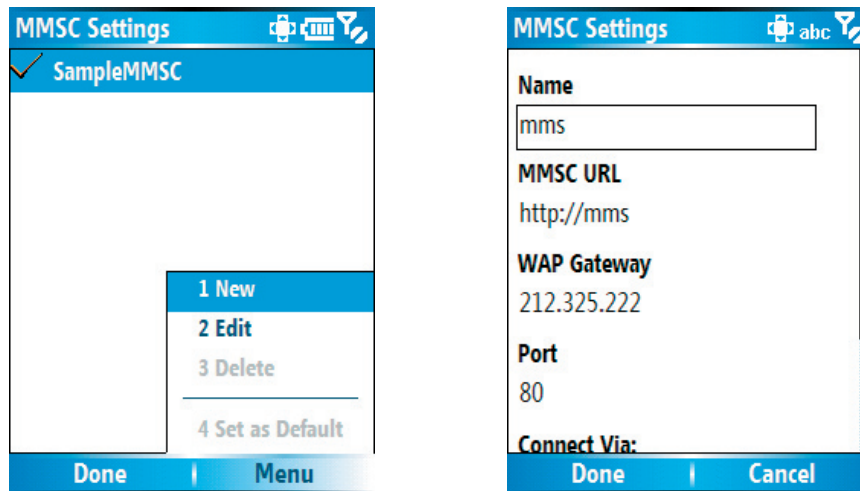 MMSC Settings
SampleMMSC
1 New
2 Edit
3 Delete
4 Set as Default
Done
Menu
MMSC Settings
abc
Name
mms
MMSC URL
http://mms
WAP Gateway
212.325.222
Port
80
Connect Via:
Done
Cancel